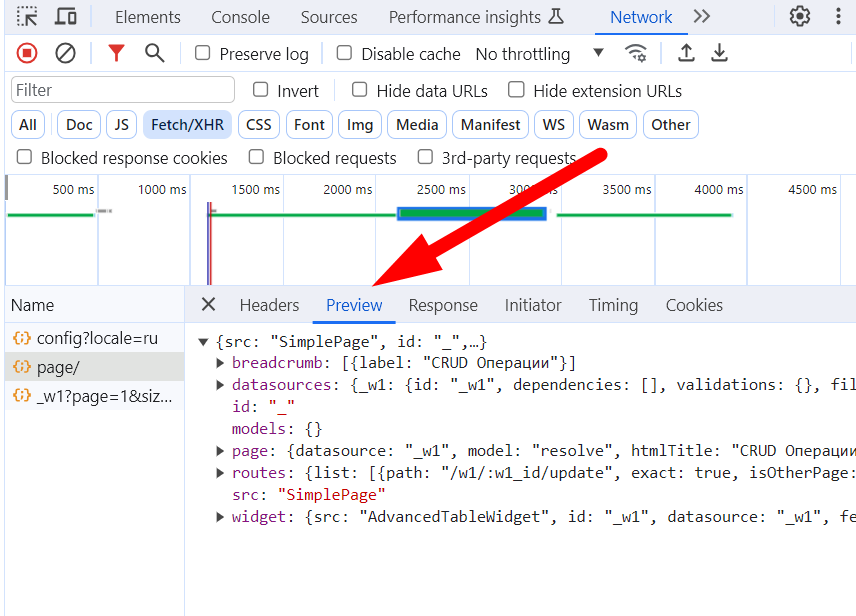 Elements Console Sources Performance insights Network
Preserve log Disable cache No throttling
Filter Invert Hide data URLs Hide extension URLs
All Doc JS Fetch/XHR CSS Font Img Media Manifest WS Wasm Other
Blocked response cookies Blocked requests 3rd-party requests
500 ms 1000 ms 1500 ms 2000 ms 2500 ms 3000 ms 3500 ms 4000 ms 4500 ms
Name Headers Preview Response Initiator Timing Cookies
config?locale=ru
page/
_w1?page=1&siz...
{src: "SimplePage", id: "_",…}
breadcrumb: [{label: "CRUD Операции"}]
datasources: {_w1: {id: "_w1", dependencies: [], validations: {}, fil
id: "_"
models: {}
page: {datasource: "_w1", model: "resolve", htmlTitle: "CRUD Операции
routes: {list: [{path: "/w1/:w1_id/update", exact: true, isOtherPage:
src: "SimplePage"
widget: {src: "AdvancedTableWidget", id: "_w1", datasource: "_w1", fe